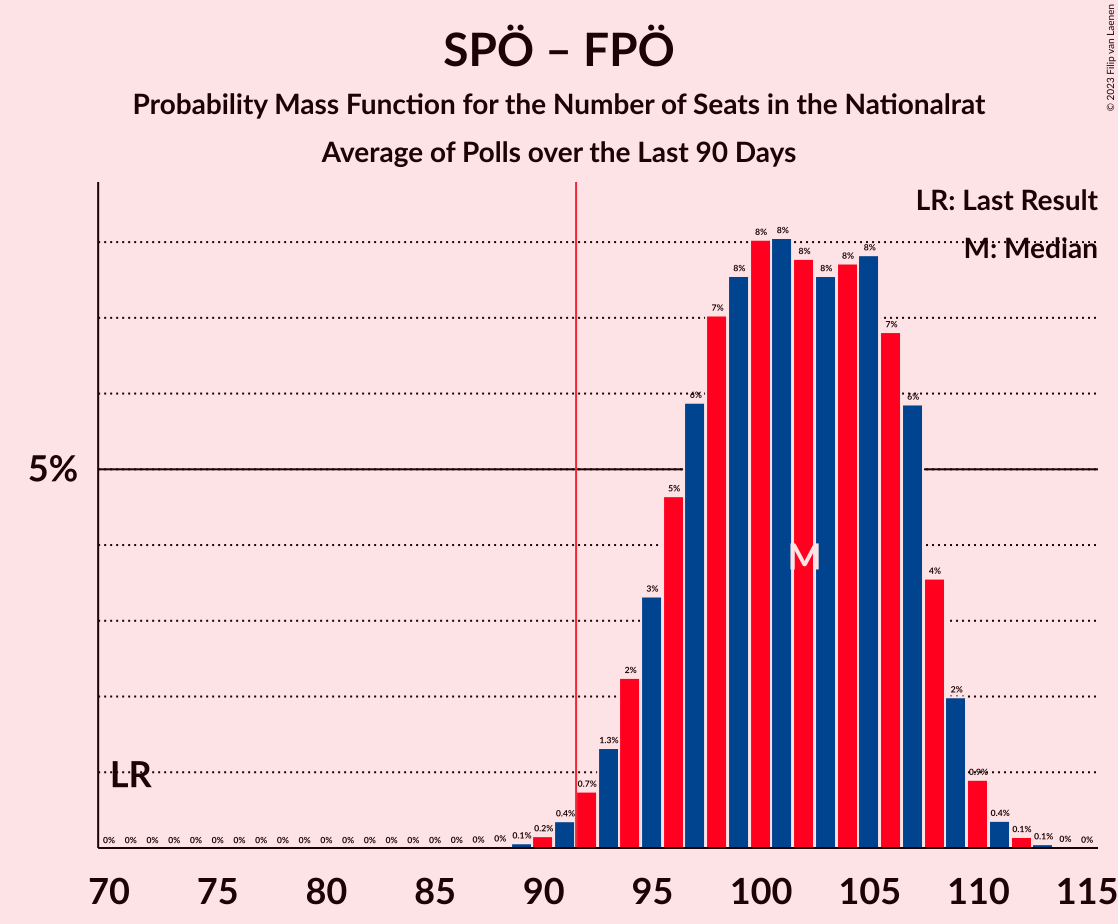 © 2023 Filip van Laenen
SPÖ – FPÖ
Probability Mass Function for the Number of Seats in the Nationalrat
Average of Polls over the Last 90 Days
LR: Last Result
M: Median
8% 8%
8% 8% 8% 8% 8%
7% 7%
6% 6%
5%
5%
M
4%
3%
2% 2%
1.3%
LR
0.7% 0.9%
0.4% 0.4%
0% 0% 0% 0% 0% 0% 0% 0% 0% 0% 0% 0% 0% 0% 0% 0% 0% 0% 0% 0.1% 0.2% 0.1% 0.1% 0% 0%
70 75 80 85 90 95 100 105 110 115